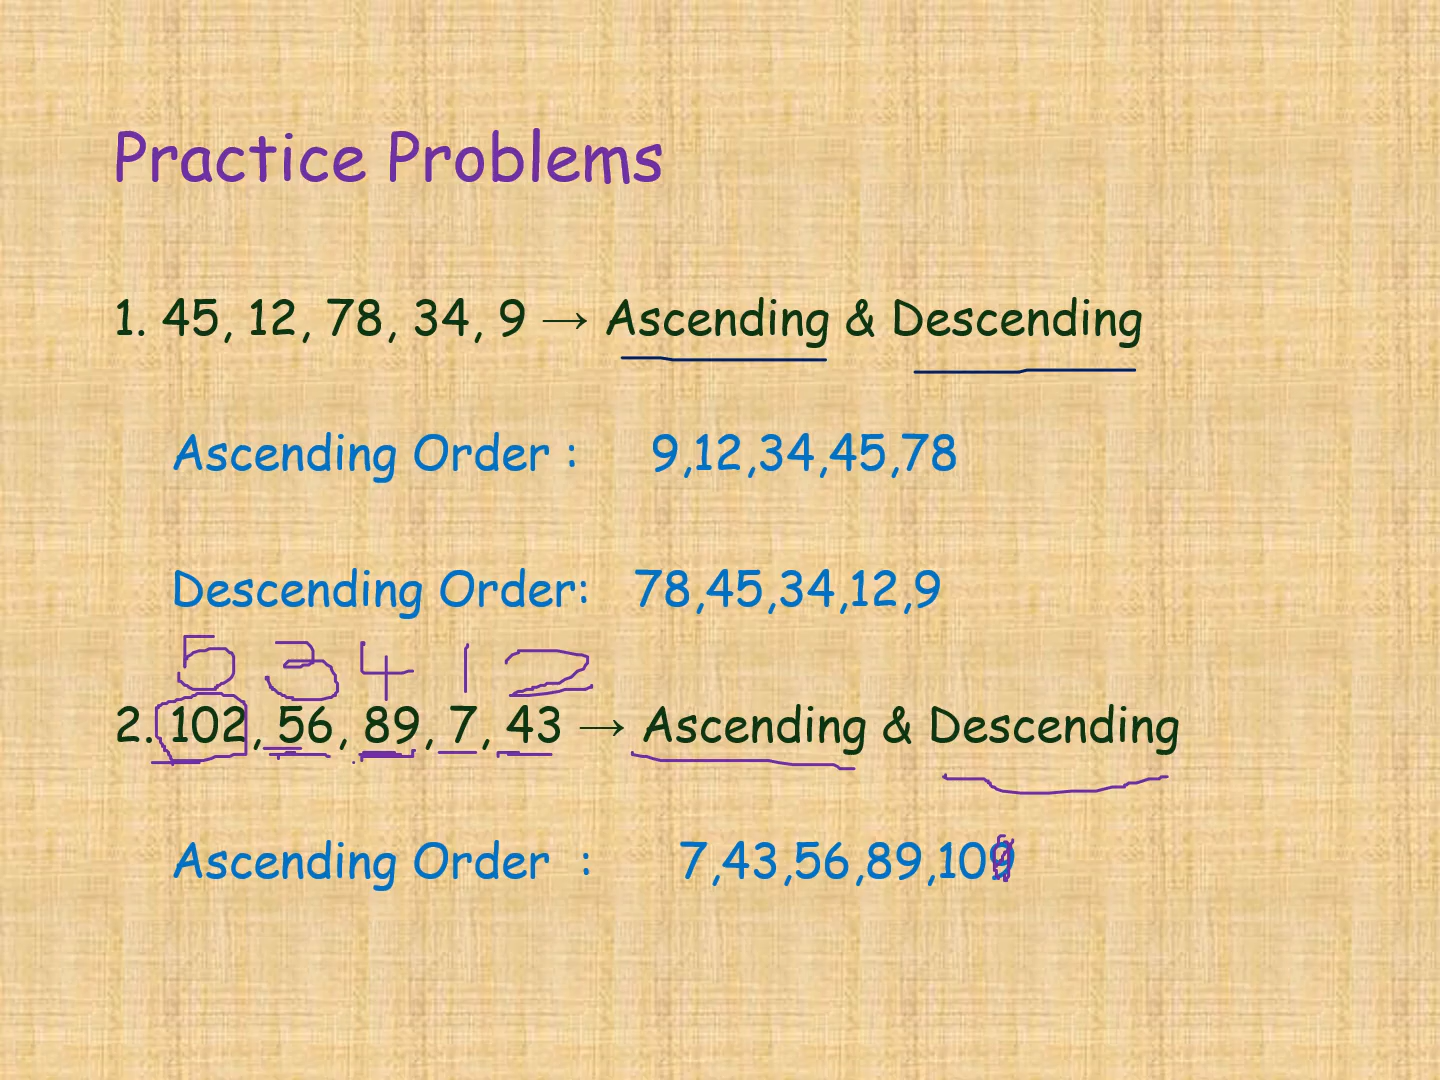 Practice Problems
1. 45, 12, 78, 34, 9 → Ascending & Descending
Ascending Order : 9,12,34,45,78
Descending Order: 78,45,34,12,9
5 3 4 1 2
2. 102, 56, 89, 7, 43 → Ascending & Descending
Ascending Order : 7,43,56,89,109